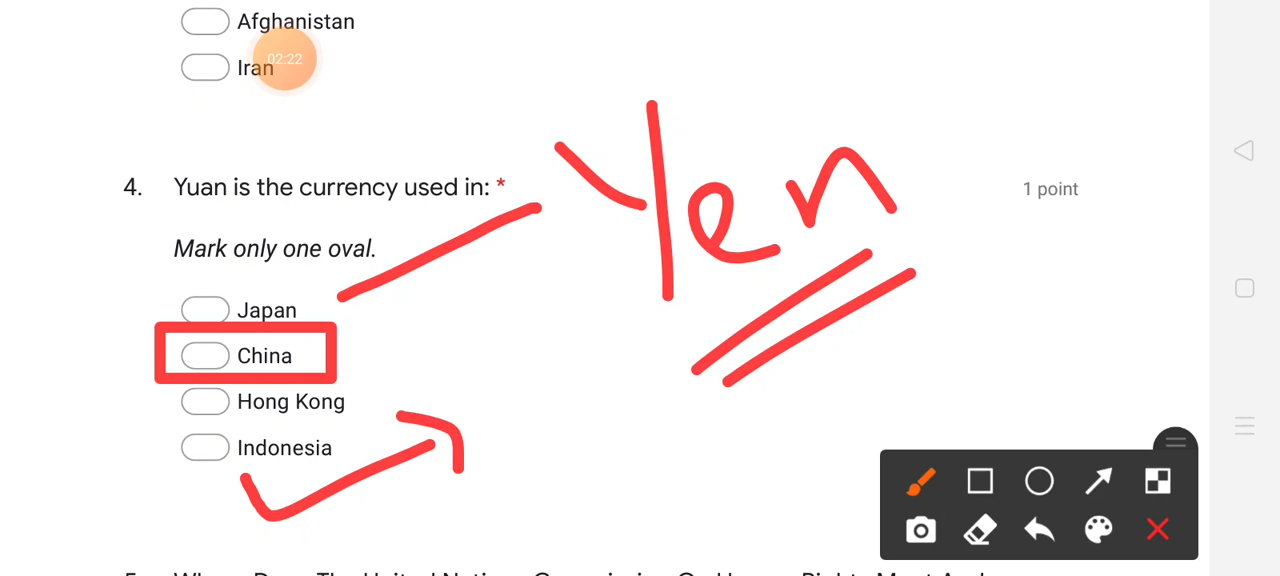 Afghanistan
02:22
Iran
Yen
4. Yuan is the currency used in: *
1 point
Mark only one oval.
Japan
China
Hong Kong
Indonesia